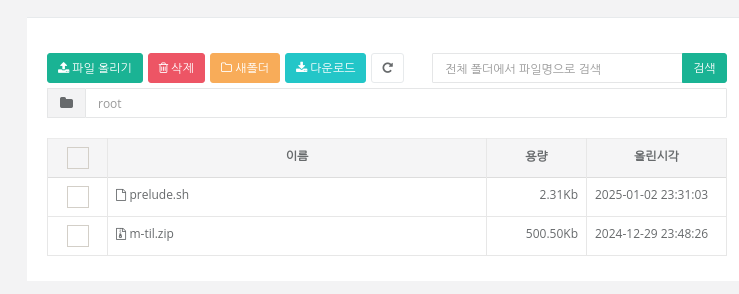 파일 올리기 삭제 새폴더 다운로드 전체 폴더에서 파일명으로 검색 검색
root
이름 용량 올린시각
prelude.sh 2.31Kb 2025-01-02 23:31:03
m-til.zip 500.50Kb 2024-12-29 23:48:26